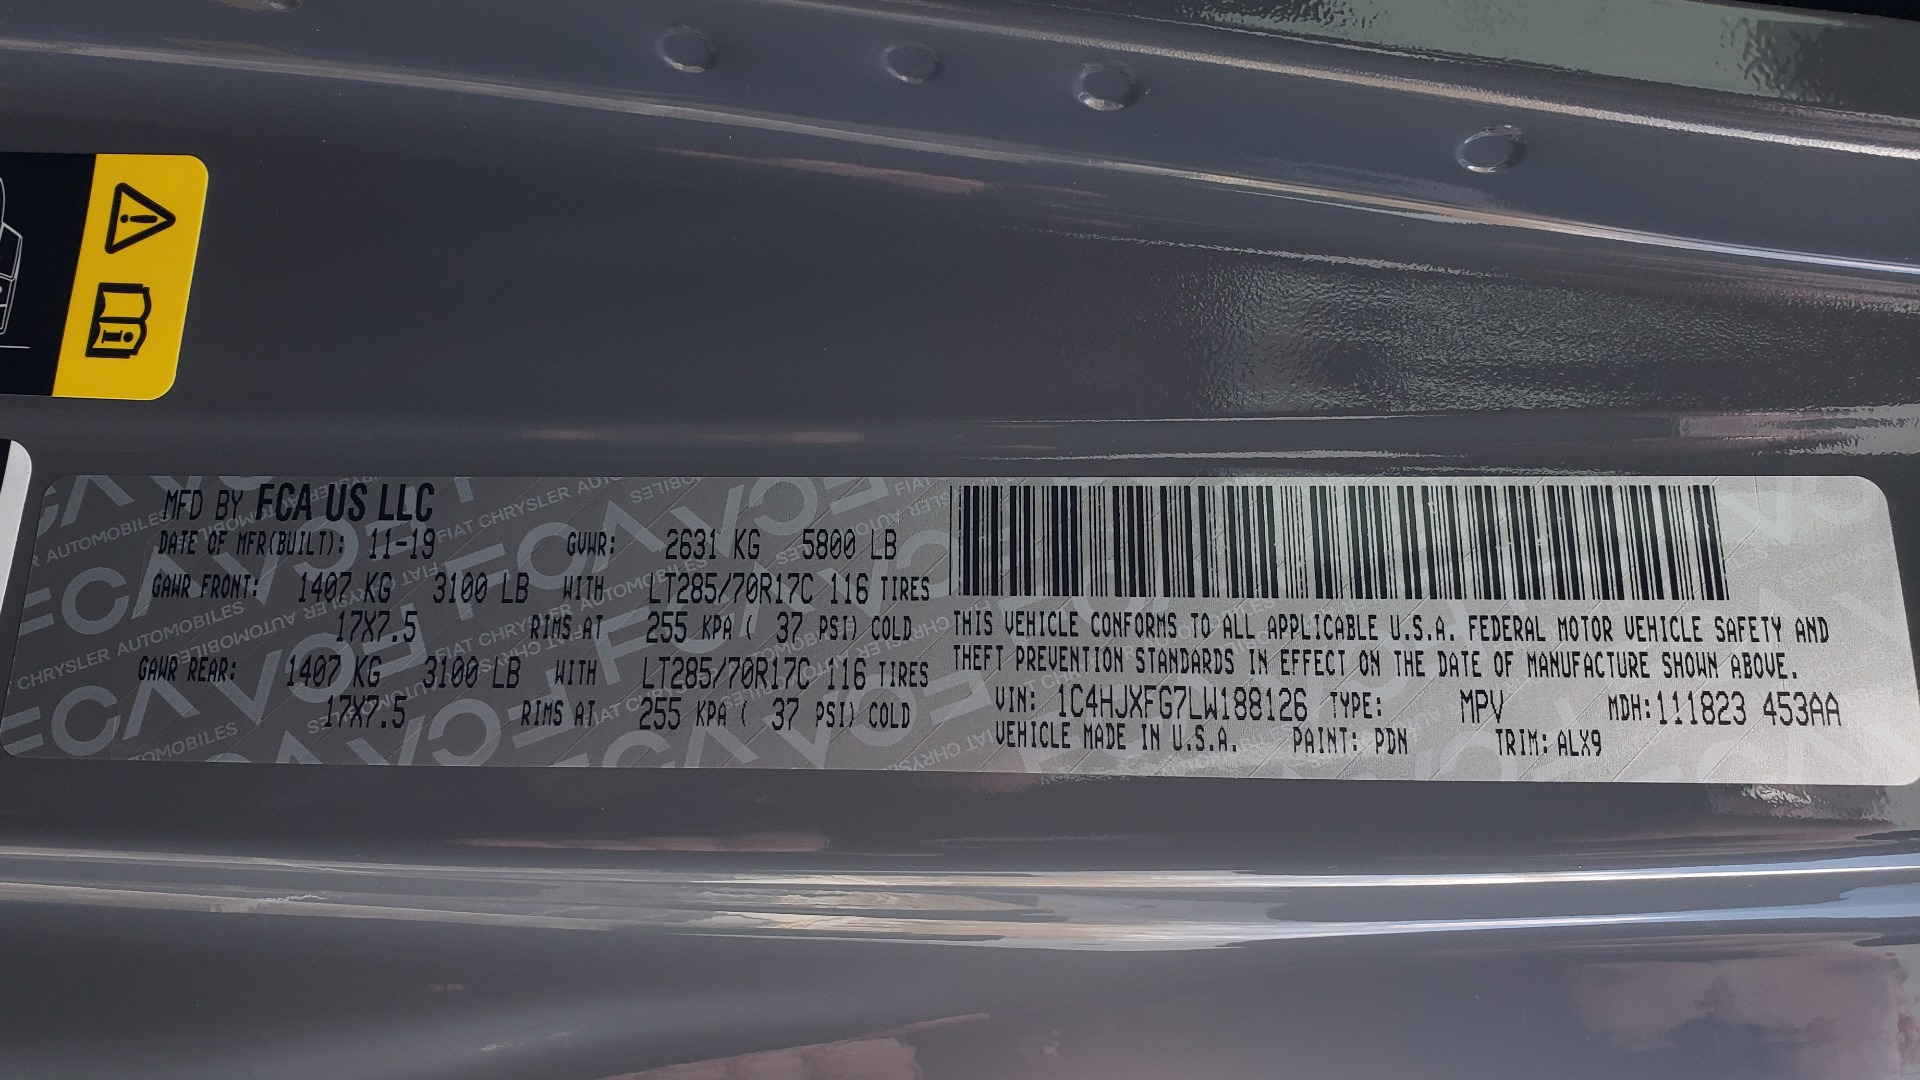 MFD BY FCA US LLC
DATE OF MFR(BUILT): 11-19 GVWR: 2631 KG 5800 LB
GAWR FRONT: 1407 KG 3100 LB WITH LT285/70R17C 116 TIRES
17X7.5 RIMS AT 255 KPA ( 37 PSI) COLD
GAWR REAR: 1407 KG 3100 LB WITH LT285/70R17C 116 TIRES
17X7.5 RIMS AT 255 KPA ( 37 PSI) COLD
THIS VEHICLE CONFORMS TO ALL APPLICABLE U.S.A. FEDERAL MOTOR VEHICLE SAFETY AND
THEFT PREVENTION STANDARDS IN EFFECT ON THE DATE OF MANUFACTURE SHOWN ABOVE.
VIN: 1C4HJXFG7LW188126 TYPE: MPV MDH:111823 453AA
VEHICLE MADE IN U.S.A. PAINT: PDN TRIM: ALX9